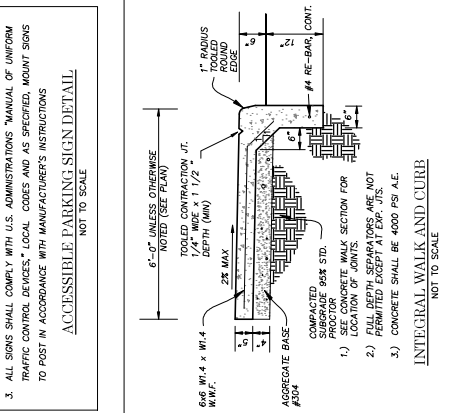 3. ALL SIGNS SHALL COMPLY WITH U.S. ADMINISTRATIONS "MANUAL OF UNIFORM
TRAFFIC CONTROL DEVICES," LOCAL CODES AND AS SPECIFIED, MOUNT SIGNS
TO POST IN ACCORDANCE WITH MANUFACTURER'S INSTRUCTIONS
ACCESSIBLE PARKING SIGN DETAIL
NOT TO SCALE
6'-0" UNLESS OTHERWISE
NOTED (SEE PLAN)
1" RADIUS
TOOLED
ROUND
EDGE
TOOLED CONTRACTION JT.
1/4" WIDE x 1 1/2 "
DEPTH (MIN)
2% MAX
6x6 W1.4 x W1.4
W.W.F.
5"
4"
6"
12"
6"
6"
#4 RE-BAR, CONT.
AGGREGATE BASE
#304
COMPACTED
SUBGRADE 95% STD.
PROCTOR
1.) SEE CONCRETE WALK SECTION FOR
LOCATION OF JOINTS.
2.) FULL DEPTH SEPARATORS ARE NOT
PERMITTED EXCEPT AT EXP. JTS.
3.) CONCRETE SHALL BE 4000 PSI A.E.
INTEGRAL WALK AND CURB
NOT TO SCALE